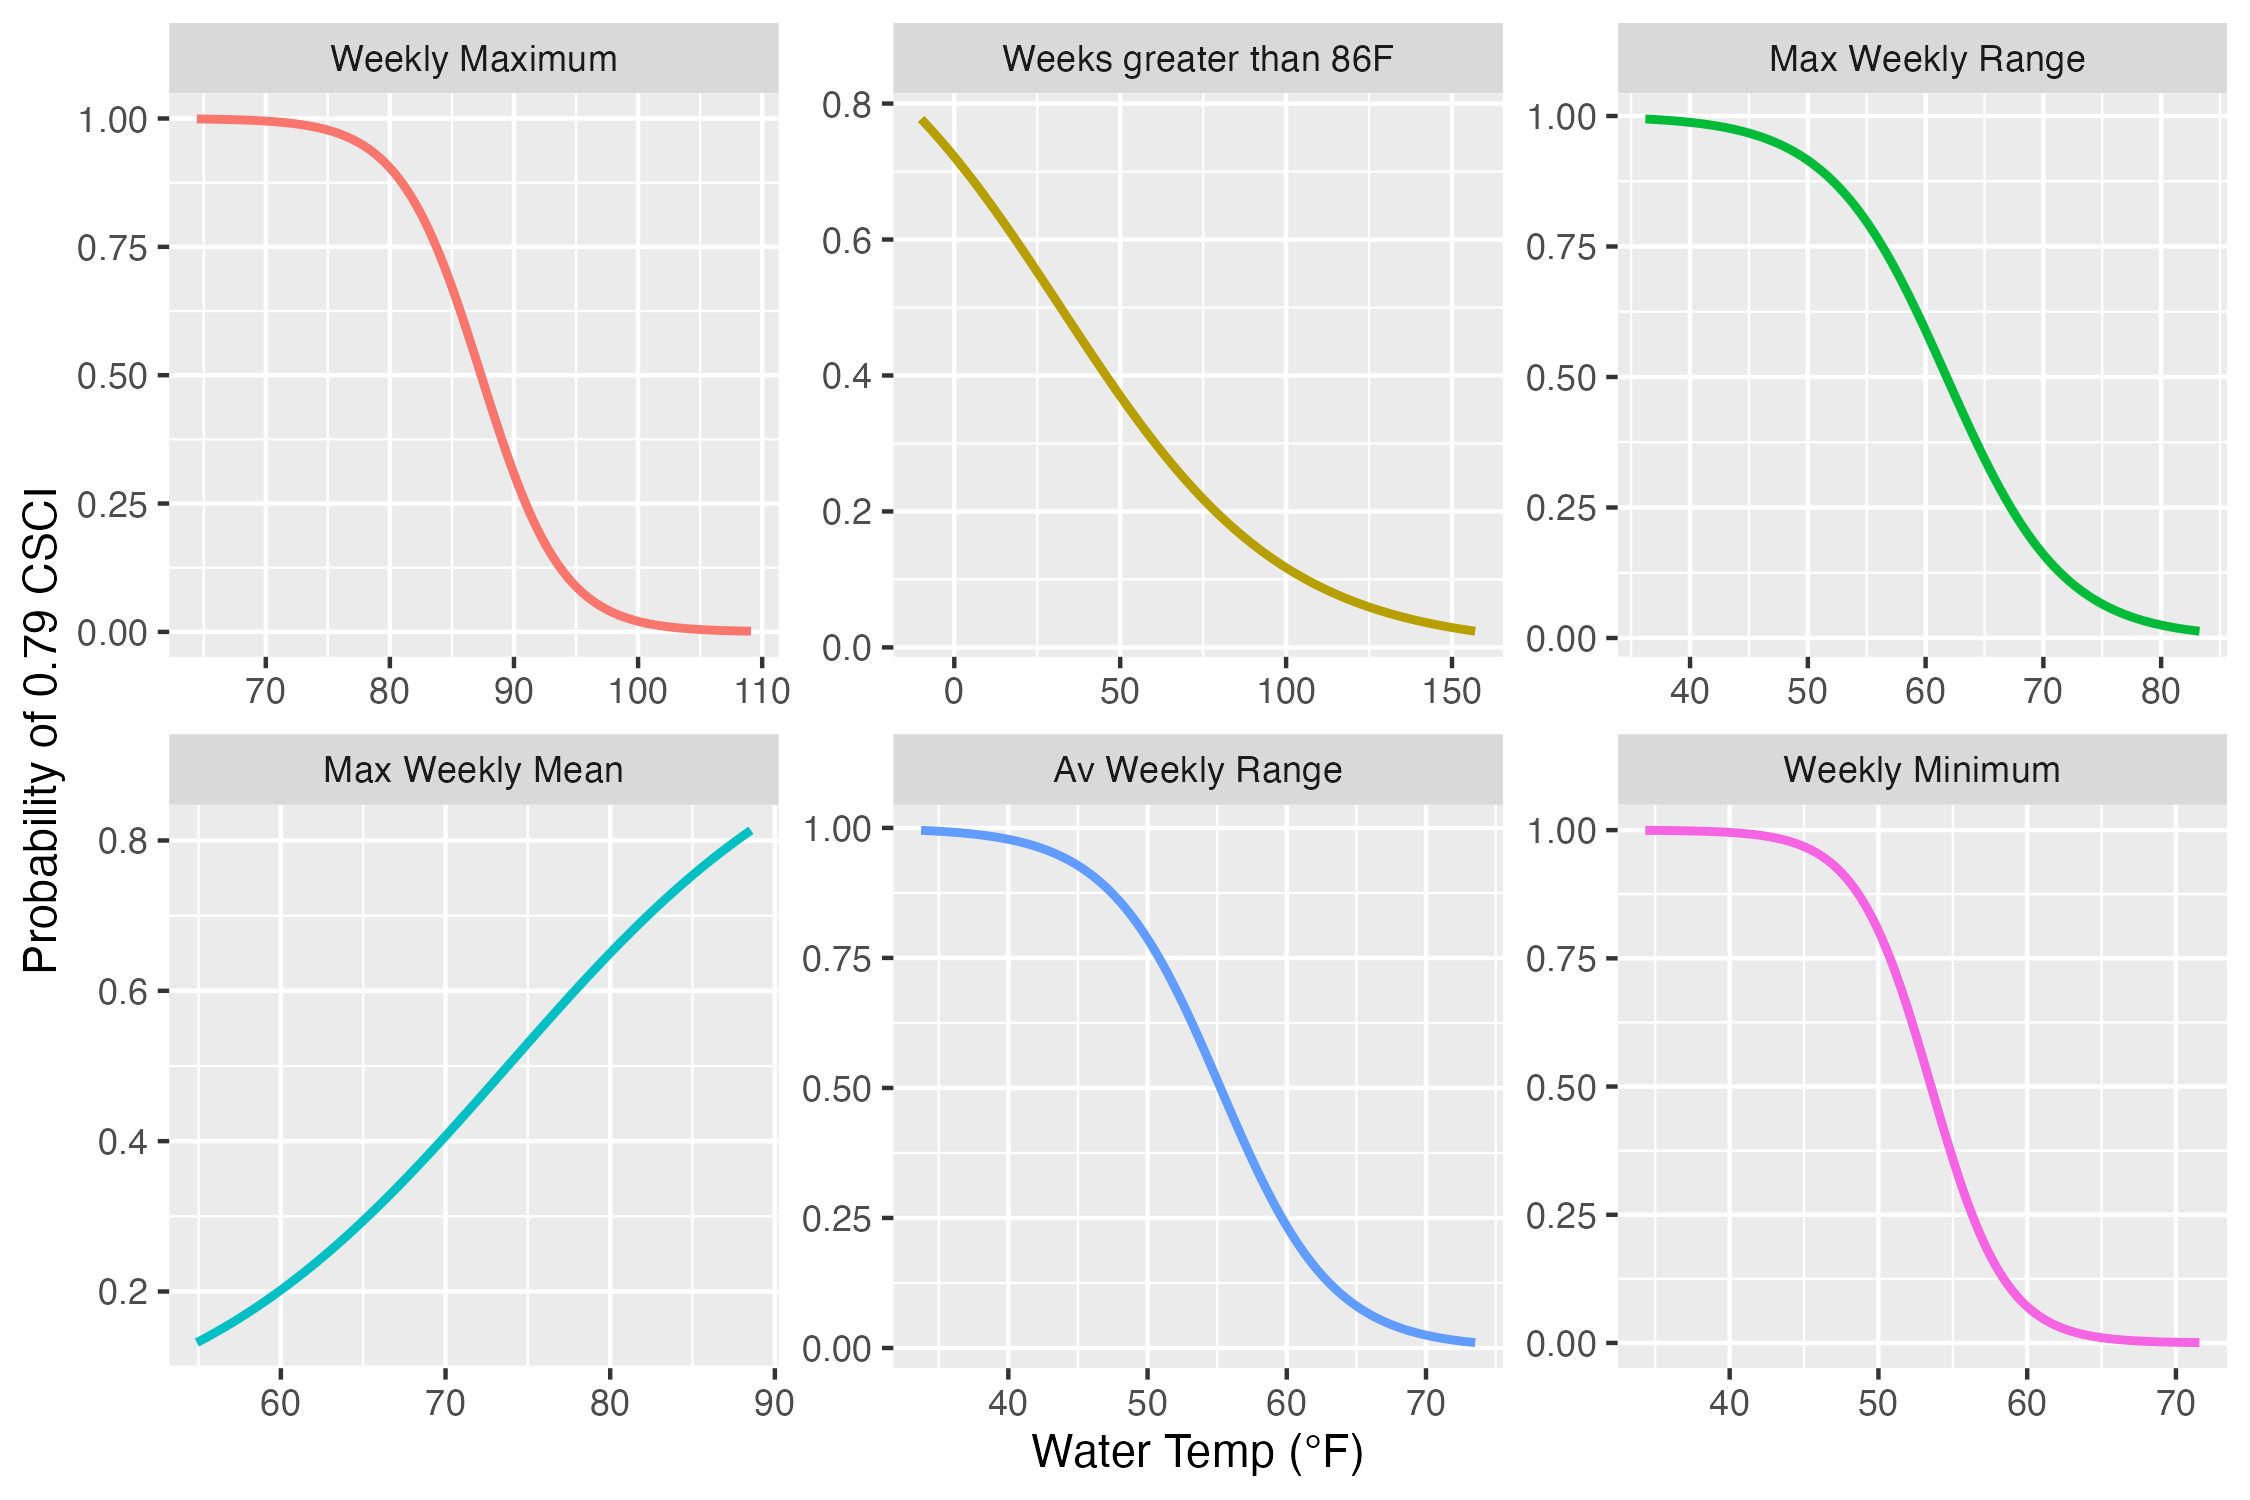 Weekly Maximum
Weeks greater than 86F
Max Weekly Range
1.00
0.75
0.50
0.25
0.00
70 80 90 100 110
0.8
0.6
0.4
0.2
0.0
0 50 100 150
1.00
0.75
0.50
0.25
0.00
40 50 60 70 80
Probability of 0.79 CSCI
Max Weekly Mean
Av Weekly Range
Weekly Minimum
0.8
0.6
0.4
0.2
60 70 80 90
1.00
0.75
0.50
0.25
0.00
40 50 60 70
1.00
0.75
0.50
0.25
0.00
40 50 60 70
Water Temp (°F)